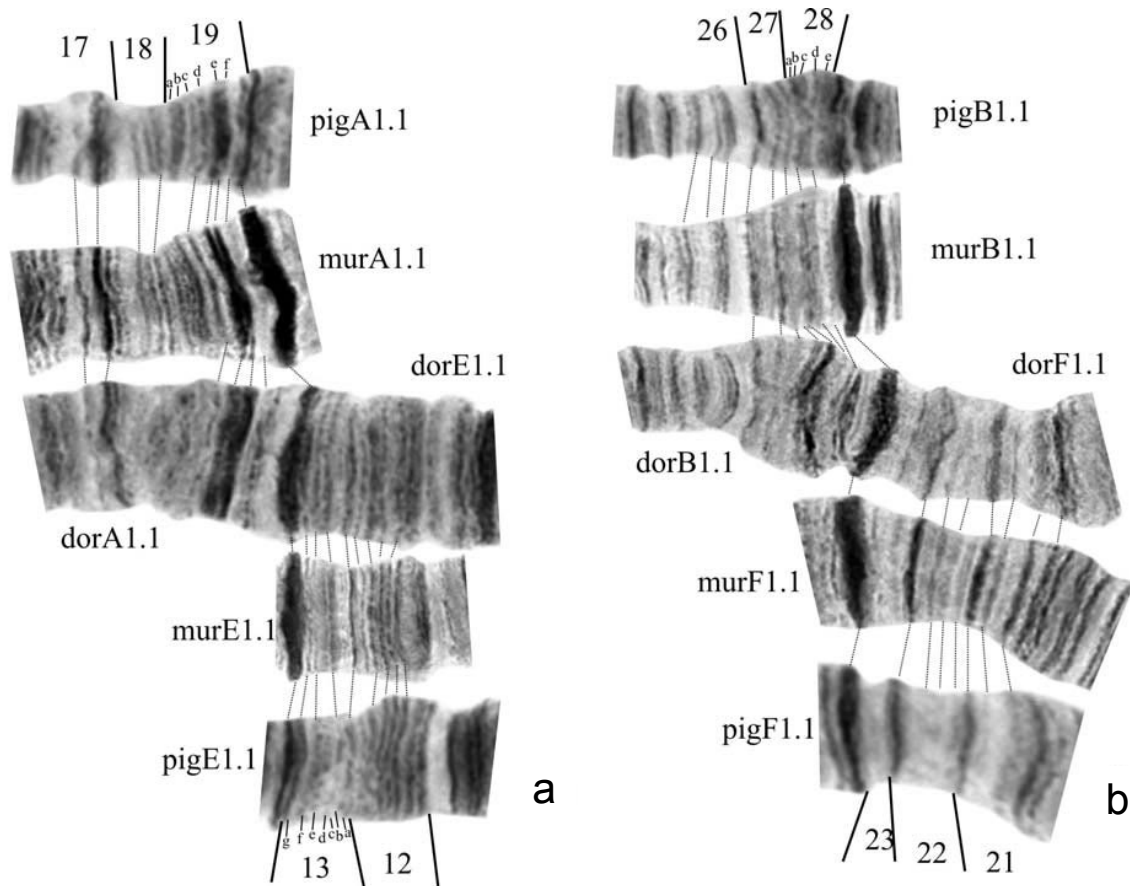 17 18 19
a b c d e f
pigA1.1
murA1.1
dorE1.1
dorA1.1
murE1.1
pigE1.1
g f e d c b a
13 12
a
26 27 28
a b c d e
pigB1.1
murB1.1
dorF1.1
dorB1.1
murF1.1
pigF1.1
23 22 21
b